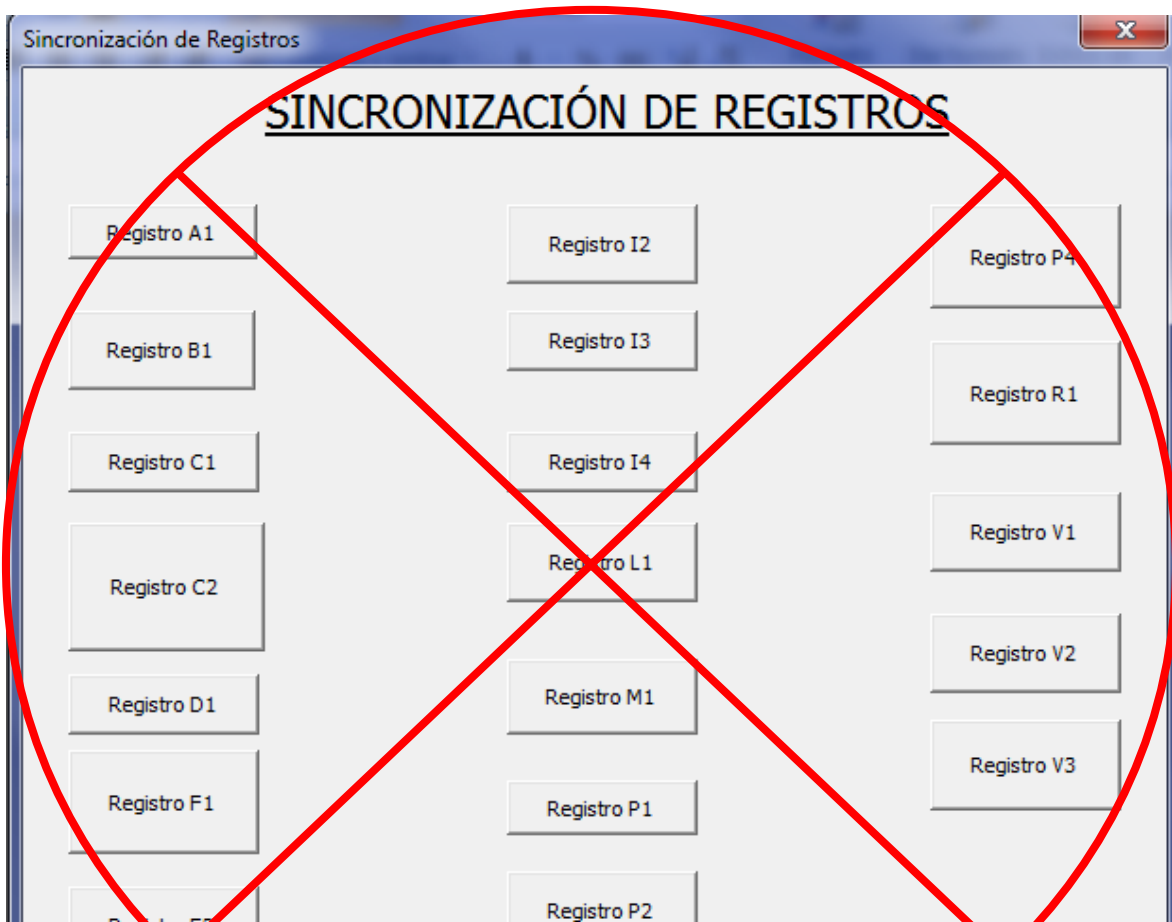 Sincronización de Registros
SINCRONIZACIÓN DE REGISTROS
Registro A1
Registro B1
Registro C1
Registro C2
Registro D1
Registro F1
Registro I2
Registro I3
Registro I4
Registro L1
Registro M1
Registro P1
Registro P2
Registro P4
Registro R1
Registro V1
Registro V2
Registro V3